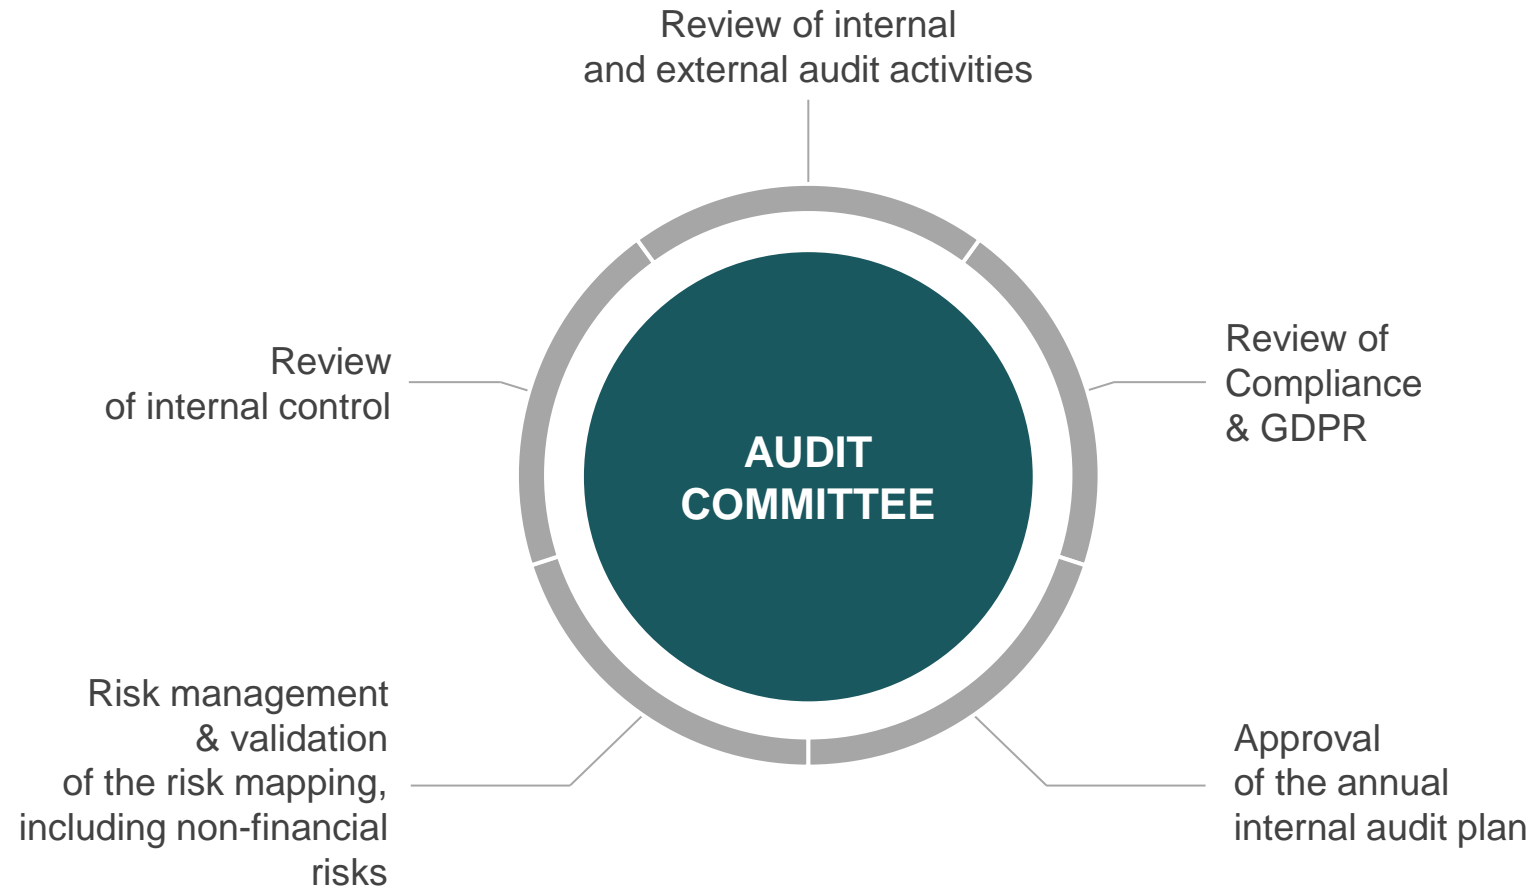 Review of internal
and external audit activities
Review
of internal control
AUDIT
COMMITTEE
Review of
Compliance
& GDPR
Risk management
& validation
of the risk mapping,
including non-financial
risks
Approval
of the annual
internal audit plan